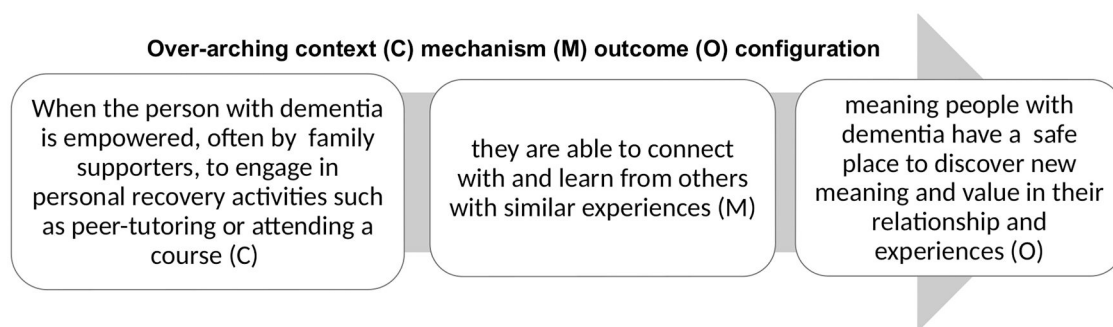 Over-arching context (C) mechanism (M) outcome (O) configuration
When the person with dementia
is empowered, often by family
supporters, to engage in
personal recovery activities such
as peer-tutoring or attending a
course (C)
they are able to connect
with and learn from others
with similar experiences (M)
meaning people with
dementia have a safe
place to discover new
meaning and value in their
relationship and
experiences (O)